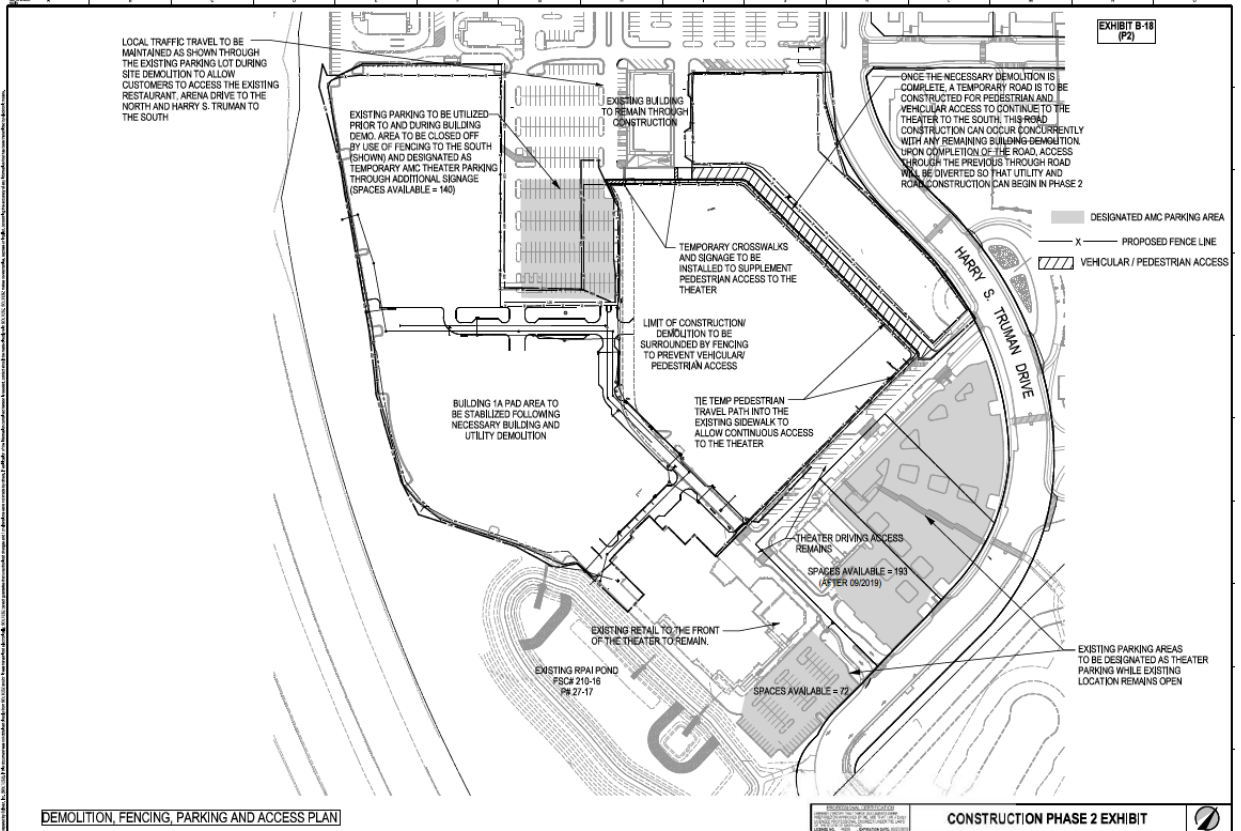 EXHIBIT B-18
(P2)
LOCAL TRAFFIC TRAVEL TO BE
MAINTAINED AS SHOWN THROUGH
THE EXISTING PARKING LOT DURING
SITE DEMOLITION TO ALLOW
CUSTOMERS TO ACCESS THE EXISTING
RESTAURANT, ARENA DRIVE TO THE
NORTH AND HARRY S. TRUMAN TO
THE SOUTH
EXISTING PARKING TO BE UTILIZED
PRIOR TO AND DURING BUILDING
DEMO. AREA TO BE CLOSED OFF
BY USE OF FENCING TO THE SOUTH
(SHOWN) AND DESIGNATED AS
TEMPORARY AMC THEATER PARKING
THROUGH ADDITIONAL SIGNAGE
(SPACES AVAILABLE = 140)
EXISTING BUILDING
TO REMAIN THROUGH
CONSTRUCTION
ONCE THE NECESSARY DEMOLITION IS
COMPLETE, A TEMPORARY ROAD IS TO BE
CONSTRUCTED FOR PEDESTRIAN AND
VEHICULAR ACCESS TO CONTINUE TO THE
THEATER TO THE SOUTH. THIS ROAD
CONSTRUCTION CAN OCCUR CONCURRENTLY
WITH ANY REMAINING BUILDING DEMOLITION.
UPON COMPLETION OF THE ROAD, ACCESS
THROUGH THE PREVIOUS THROUGH ROAD
WILL BE DIVERTED SO THAT UTILITY AND
ROAD CONSTRUCTION CAN BEGIN IN PHASE 2
DESIGNATED AMC PARKING AREA
X PROPOSED FENCE LINE
VEHICULAR / PEDESTRIAN ACCESS
TEMPORARY CROSSWALKS
AND SIGNAGE TO BE
INSTALLED TO SUPPLEMENT
PEDESTRIAN ACCESS TO THE
THEATER
HARRY S. TRUMAN DRIVE
LIMIT OF CONSTRUCTION/
DEMOLITION TO BE
SURROUNDED BY FENCING
TO PREVENT VEHICULAR/
PEDESTRIAN ACCESS
BUILDING 1A PAD AREA TO
BE STABILIZED FOLLOWING
NECESSARY BUILDING AND
UTILITY DEMOLITION
TIE TEMP PEDESTRIAN
TRAVEL PATH INTO THE
EXISTING SIDEWALK TO
ALLOW CONTINUOUS ACCESS
TO THE THEATER
THEATER DRIVING ACCESS
REMAINS
SPACES AVAILABLE = 193
(AFTER 09/2019)
EXISTING RETAIL TO THE FRONT
OF THE THEATER TO REMAIN.
EXISTING RPAI POND
FSC# 210-16
P# 27-17
SPACES AVAILABLE = 72
EXISTING PARKING AREAS
TO BE DESIGNATED AS THEATER
PARKING WHILE EXISTING
LOCATION REMAINS OPEN
DEMOLITION, FENCING, PARKING AND ACCESS PLAN
PROFESSIONAL CERTIFICATION
CONSTRUCTION PHASE 2 EXHIBIT